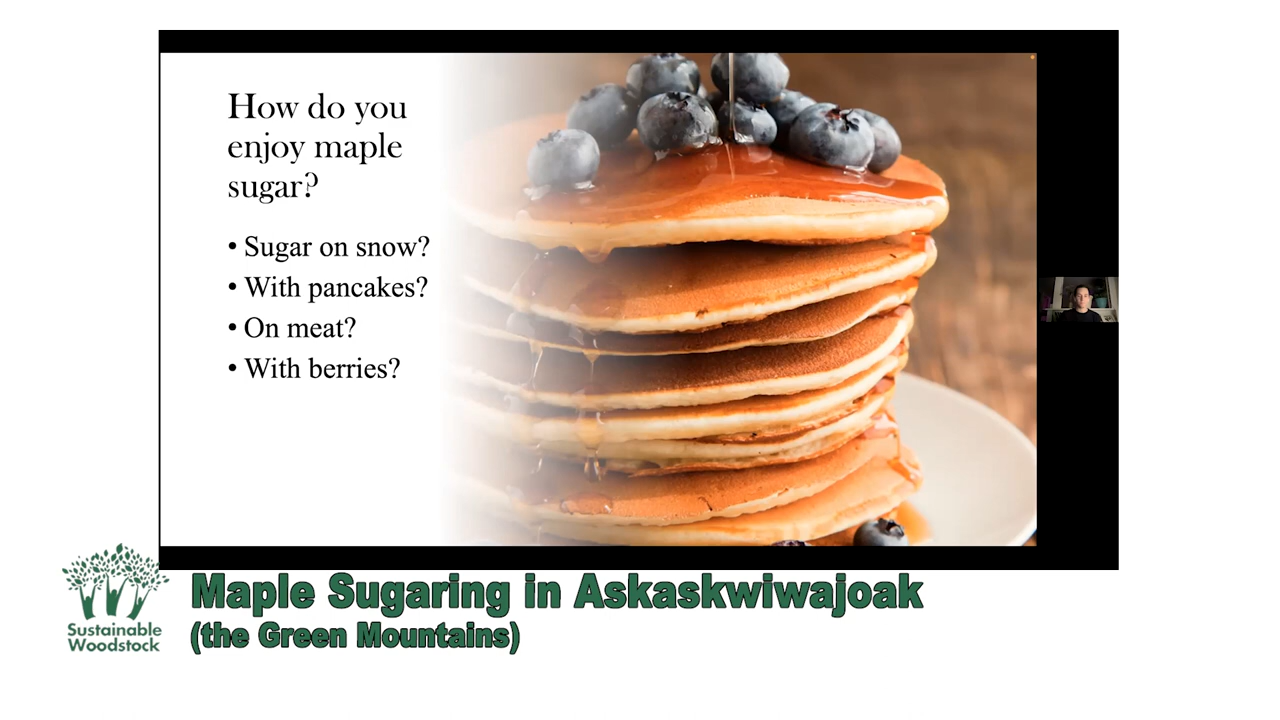 How do you
enjoy maple
sugar?
• Sugar on snow?
• With pancakes?
• On meat?
• With berries?
Sustainable
Woodstock
Maple Sugaring in Askaskwiwajoak
(the Green Mountains)